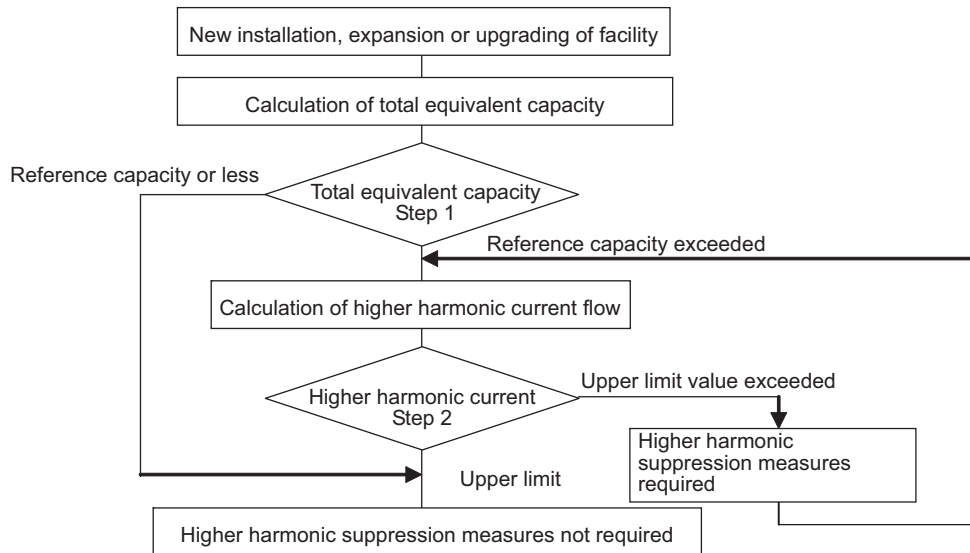 New installation, expansion or upgrading of facility
Calculation of total equivalent capacity
Reference capacity or less
Total equivalent capacity
Step 1
Reference capacity exceeded
Calculation of higher harmonic current flow
Upper limit value exceeded
Higher harmonic current
Step 2
Higher harmonic
suppression measures
required
Upper limit
Higher harmonic suppression measures not required